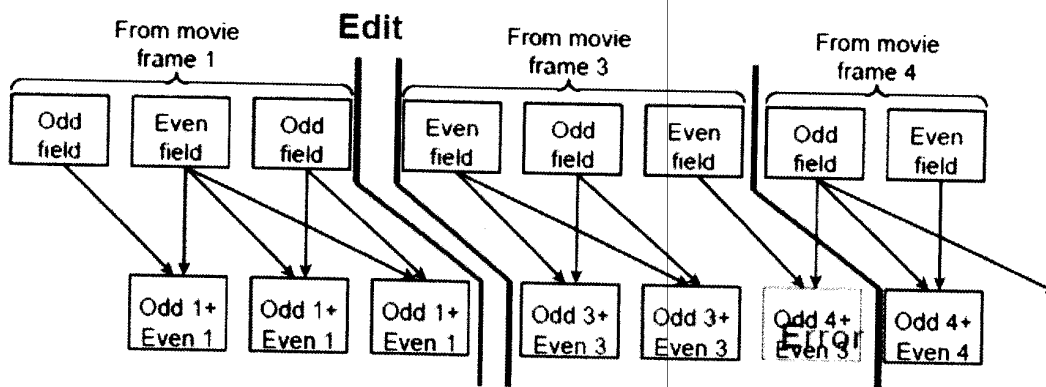 Edit
From movie
frame 1
From movie
frame 3
From movie
frame 4
Odd
field
Even
field
Odd
field
Even
field
Odd
field
Even
field
Odd
field
Even
field
Odd 1+
Even 1
Odd 1+
Even 1
Odd 1+
Even 1
Odd 3+
Even 3
Odd 3+
Even 3
Odd 4+
Even 3
Error
Odd 4+
Even 4